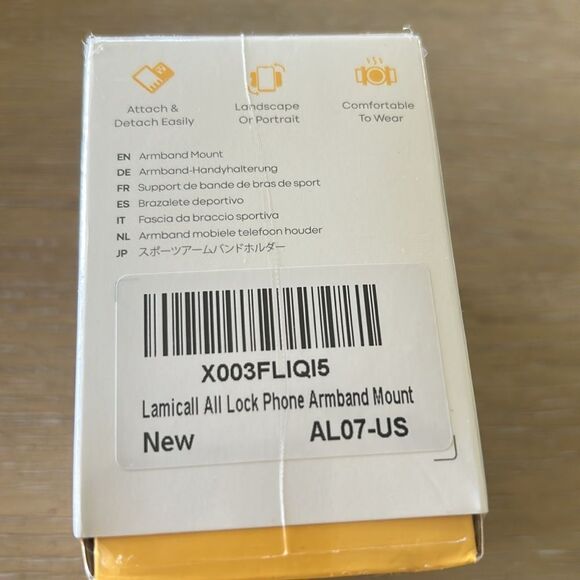 Attach &
Detach Easily
Landscape
Or Portrait
Comfortable
To Wear
EN Armband Mount
DE Armband-Handyhalterung
FR Support de bande de bras de sport
ES Brazalete deportivo
IT Fascia da braccio sportiva
NL Armband mobiele telefoon houder
JP スポーツアームバンドホルダー
X003FLIQI5
Lamicall All Lock Phone Armband Mount
New AL07-US